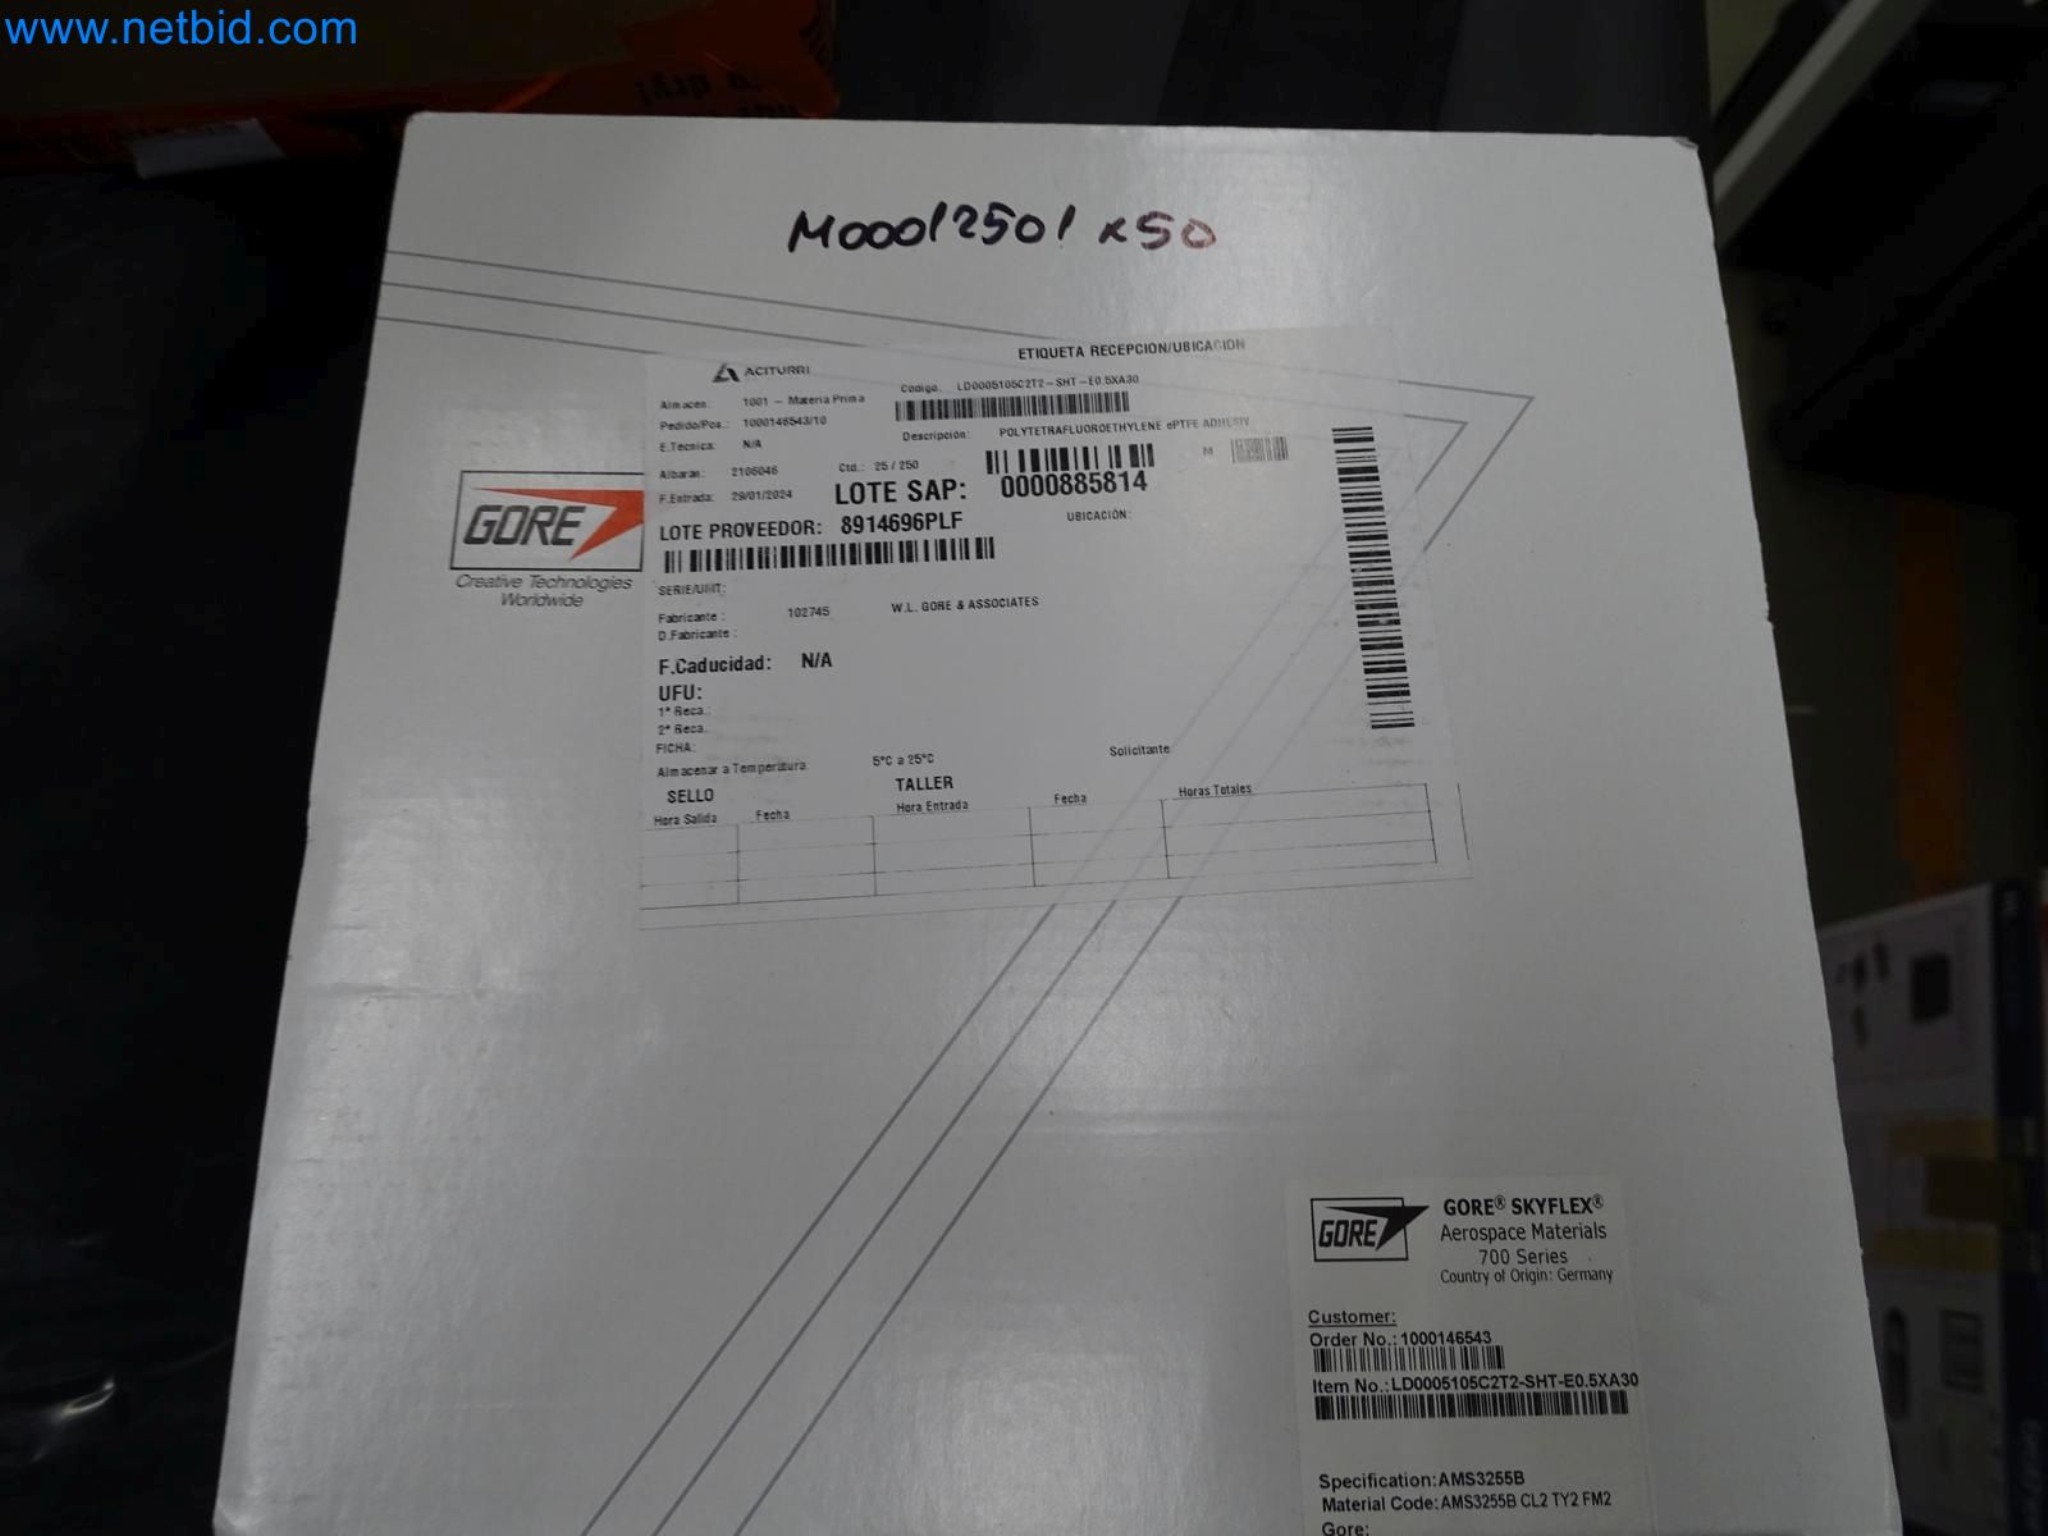 www.netbid.com
M00012501 x50
ETIQUETA RECEPCION/UBICACION
ACITURRI
Codigo: LD0005105C2T2-SHT-E0.5XA30
Almacen: 1001 - Materia Prima
Pedido/Pos.: 1000146543/10
Descripción: POLYTETRAFLUOROETHYLENE ePTFE ADHESIV
E.Tecnica: N/A
M
Albaran: 2106046
Ctd.: 25 / 250
F.Entrada: 29/01/2024
LOTE SAP: 0000885814
LOTE PROVEEDOR: 8914696PLF
UBICACIÓN:
GORE
Creative Technologies
Worldwide
SERIE/UNIT:
Fabricante : 102745 W.L. GORE & ASSOCIATES
D.Fabricante :
F.Caducidad: N/A
UFU:
1ª Reca.:
2ª Reca.
FICHA:
Almacenar a Temperatura 5°C a 25°C Solicitante
SELLO TALLER
Hora Salida Fecha Hora Entrada Fecha Horas Totales
GORE
GORE® SKYFLEX®
Aerospace Materials
700 Series
Country of Origin: Germany
Customer:
Order No.: 1000146543
Item No.: LD0005105C2T2-SHT-E0.5XA30
Specification: AMS3255B
Material Code: AMS3255B CL2 TY2 FM2
Gore: